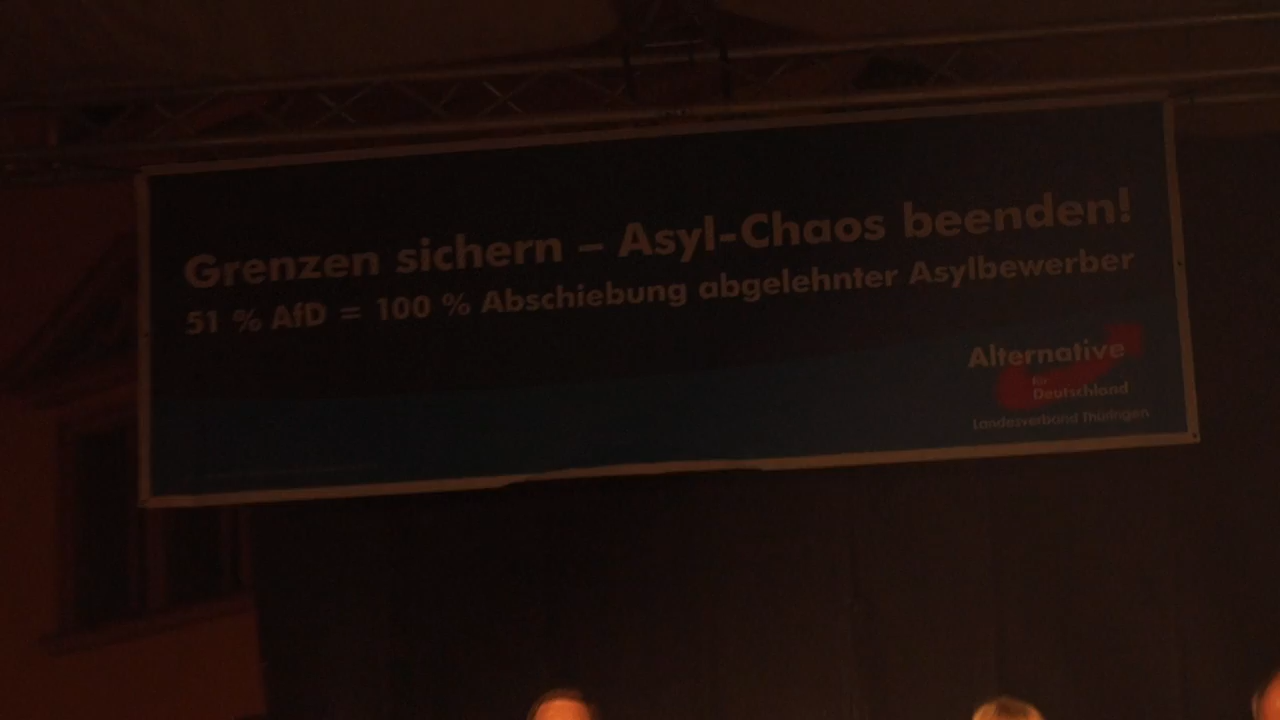 Grenzen sichern – Asyl-Chaos beenden!
51 % AfD = 100 % Abschiebung abgelehnter Asylbewerber
Alternative
für
Deutschland
Landesverband Thüringen